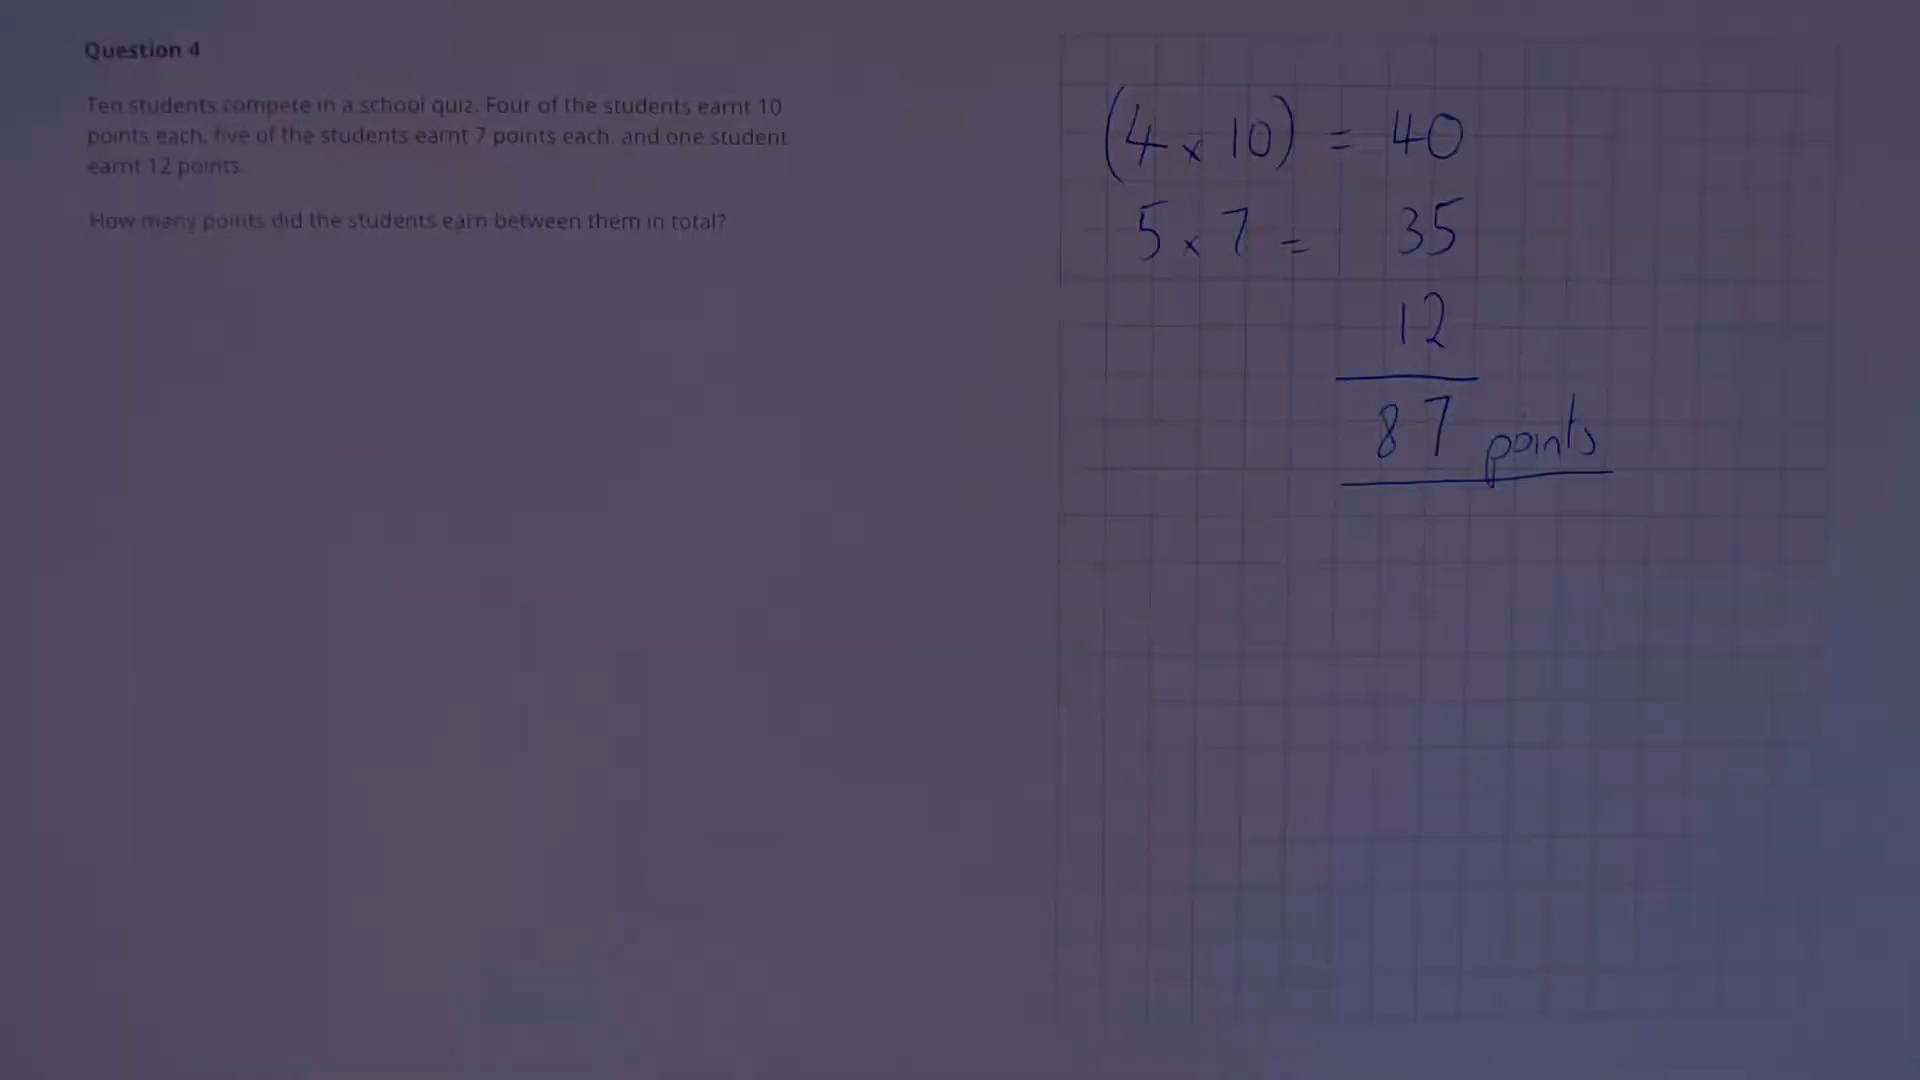 Question 4
Ten students compete in a school quiz. Four of the students earnt 10
points each, five of the students earnt 7 points each, and one student
earnt 12 points.
How many points did the students earn between them in total?
(4 x 10) = 40
5 x 7 = 35
12
87 points